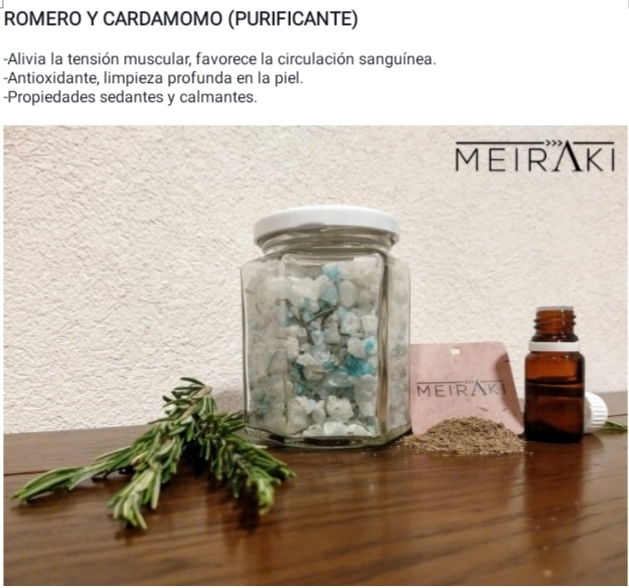 ROMERO Y CARDAMOMO (PURIFICANTE)
-Alivia la tensión muscular, favorece la circulación sanguínea.
-Antioxidante, limpieza profunda en la piel.
-Propiedades sedantes y calmantes.
MEIRAKI
MEIRAKI